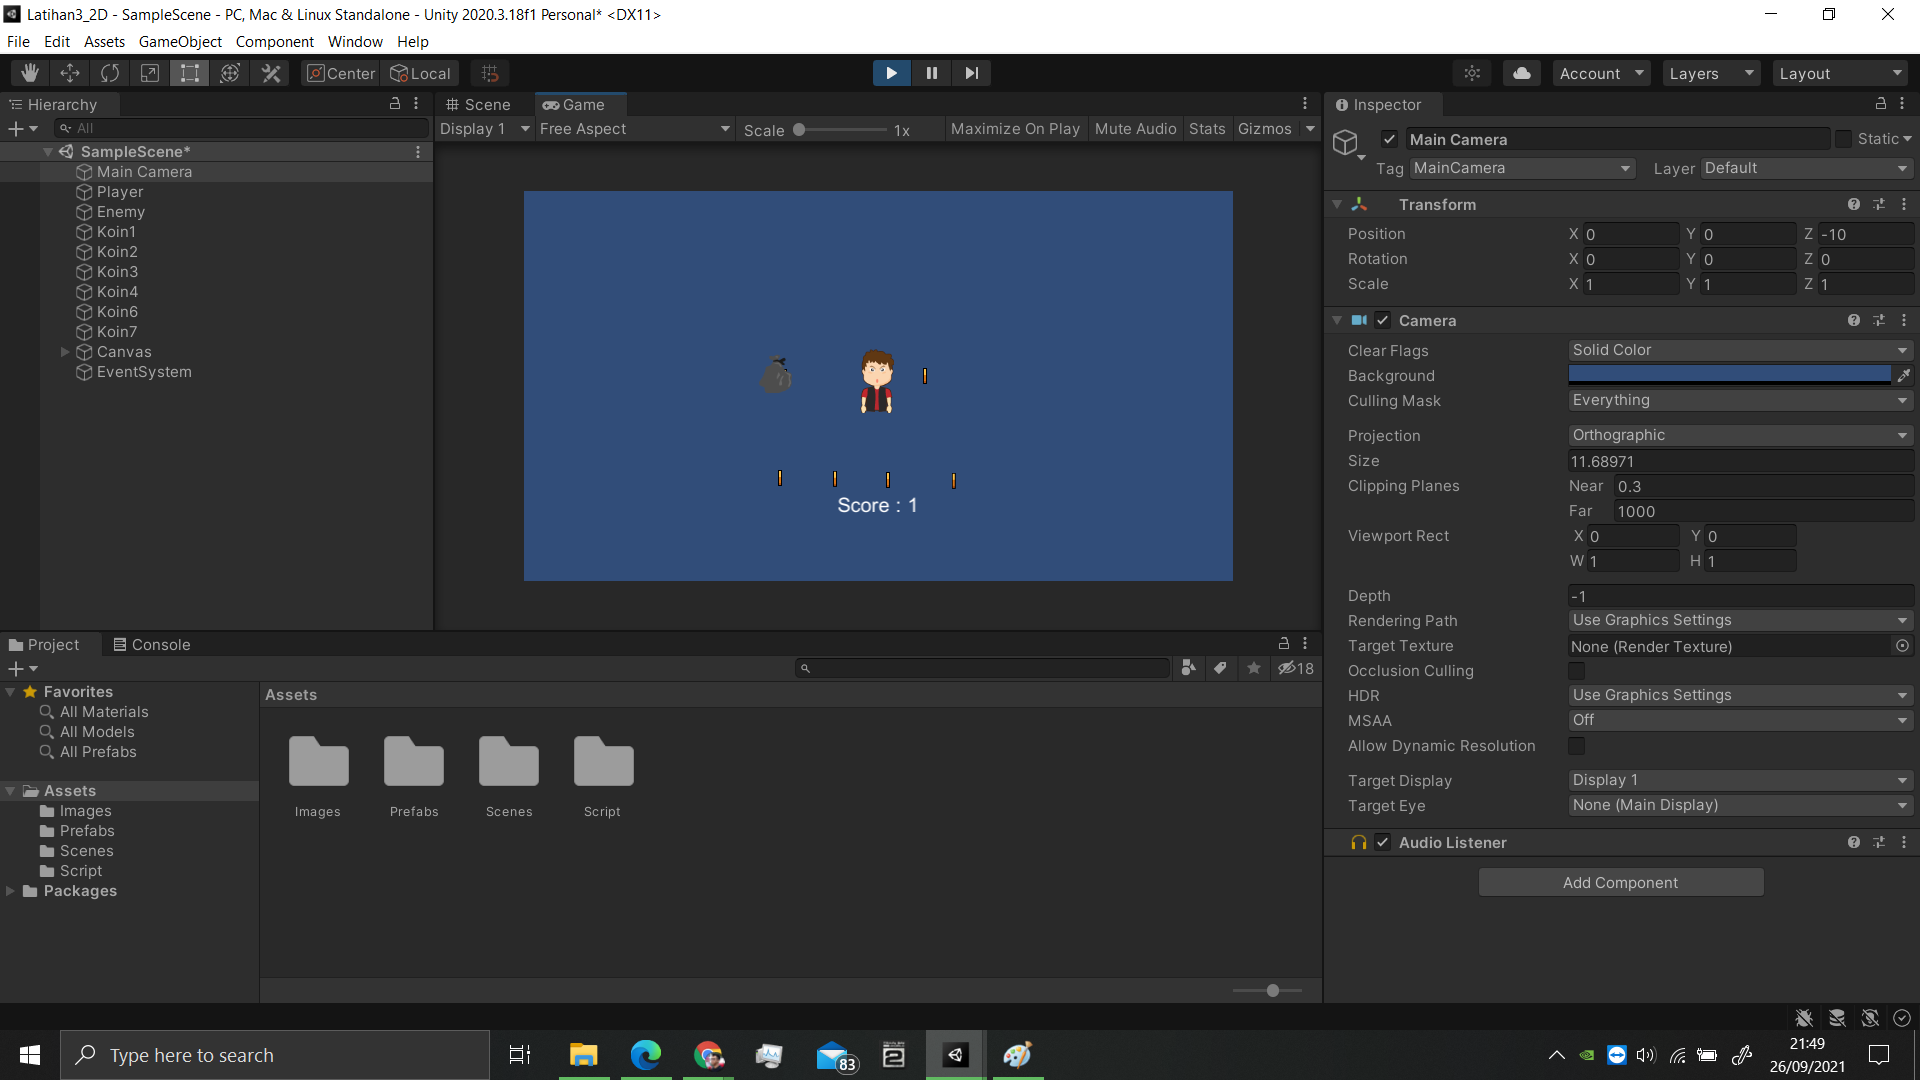 Latihan3_2D - SampleScene - PC, Mac & Linux Standalone - Unity 2020.3.18f1 Personal* <DX11>
File Edit Assets GameObject Component Window Help
Center Local Account Layers Layout
Hierarchy
All
SampleScene*
Main Camera
Player
Enemy
Koin1
Koin2
Koin3
Koin4
Koin6
Koin7
Canvas
EventSystem
Scene Game
Display 1 Free Aspect Scale 1x Maximize On Play Mute Audio Stats Gizmos
Score : 1
Inspector
Main Camera Static
Tag MainCamera Layer Default
Transform
Position X 0 Y 0 Z -10
Rotation X 0 Y 0 Z 0
Scale X 1 Y 1 Z 1
Camera
Clear Flags Solid Color
Background
Culling Mask Everything
Projection Orthographic
Size 11.68971
Clipping Planes Near 0.3
Far 1000
Viewport Rect X 0 Y 0
W 1 H 1
Depth -1
Rendering Path Use Graphics Settings
Target Texture None (Render Texture)
Occlusion Culling
HDR Use Graphics Settings
MSAA Off
Allow Dynamic Resolution
Target Display Display 1
Target Eye None (Main Display)
Audio Listener
Add Component
Project Console
18
Favorites
All Materials
All Models
All Prefabs
Assets
Images
Prefabs
Scenes
Script
Packages
Assets
Images Prefabs Scenes Script
Type here to search
83
2
21:49
26/09/2021